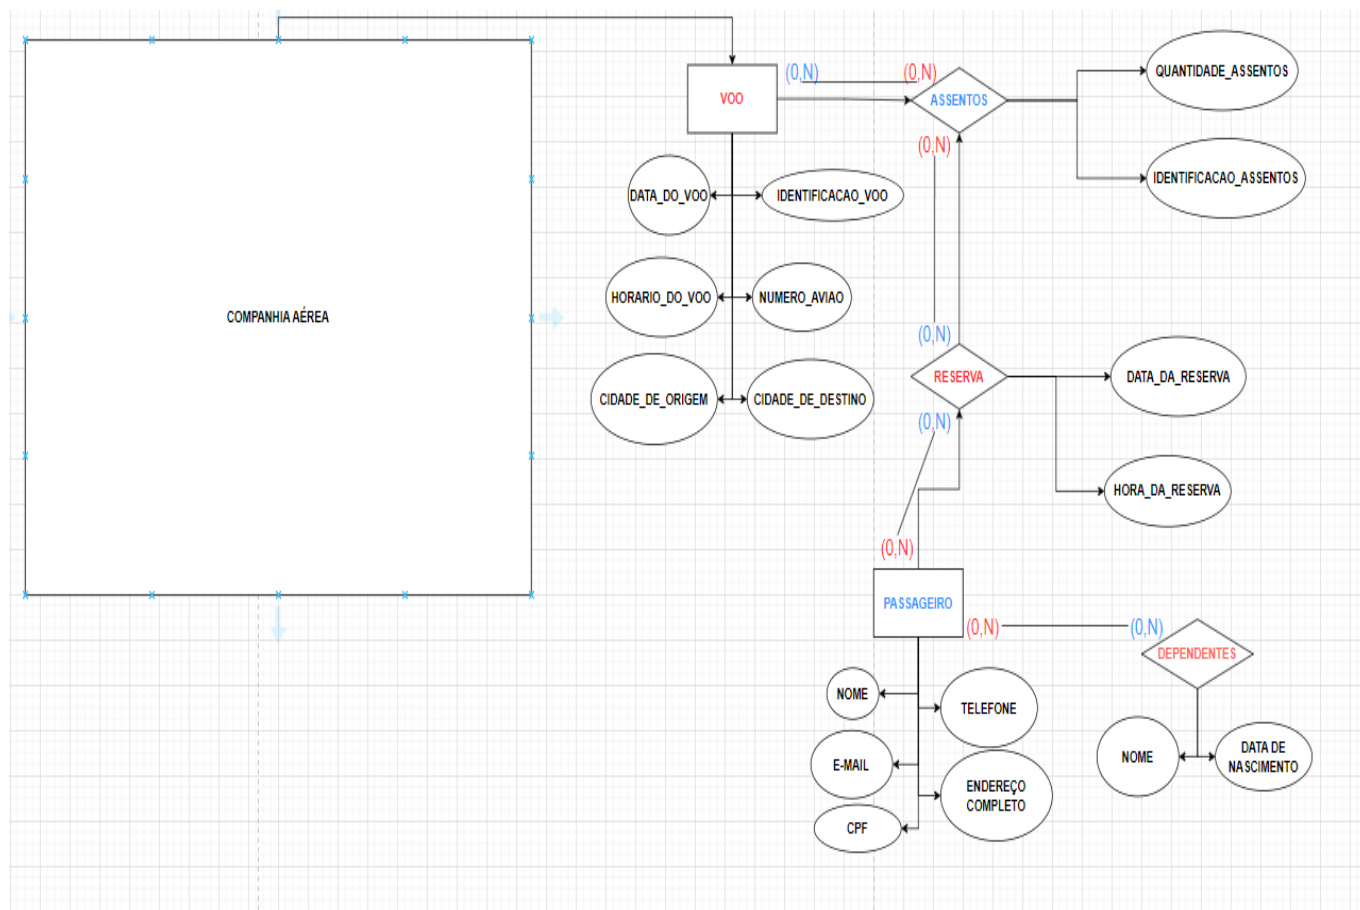 COMPANHIA AÉREA
VOO
(0,N)
(0,N)
ASSENTOS
QUANTIDADE_ASSENTOS
IDENTIFICACAO_ASSENTOS
(0,N)
DATA_DO_VOO
IDENTIFICACAO_VOO
HORARIO_DO_VOO
NUMERO_AVIAO
CIDADE_DE_ORIGEM
CIDADE_DE_DESTINO
(0,N)
RESERVA
DATA_DA_RESERVA
(0,N)
HORA_DA_RESERVA
(0,N)
PASSAGEIRO
(0,N)
(0,N)
DEPENDENTES
NOME
TELEFONE
E-MAIL
ENDEREÇO
COMPLETO
CPF
NOME
DATA DE
NASCIMENTO